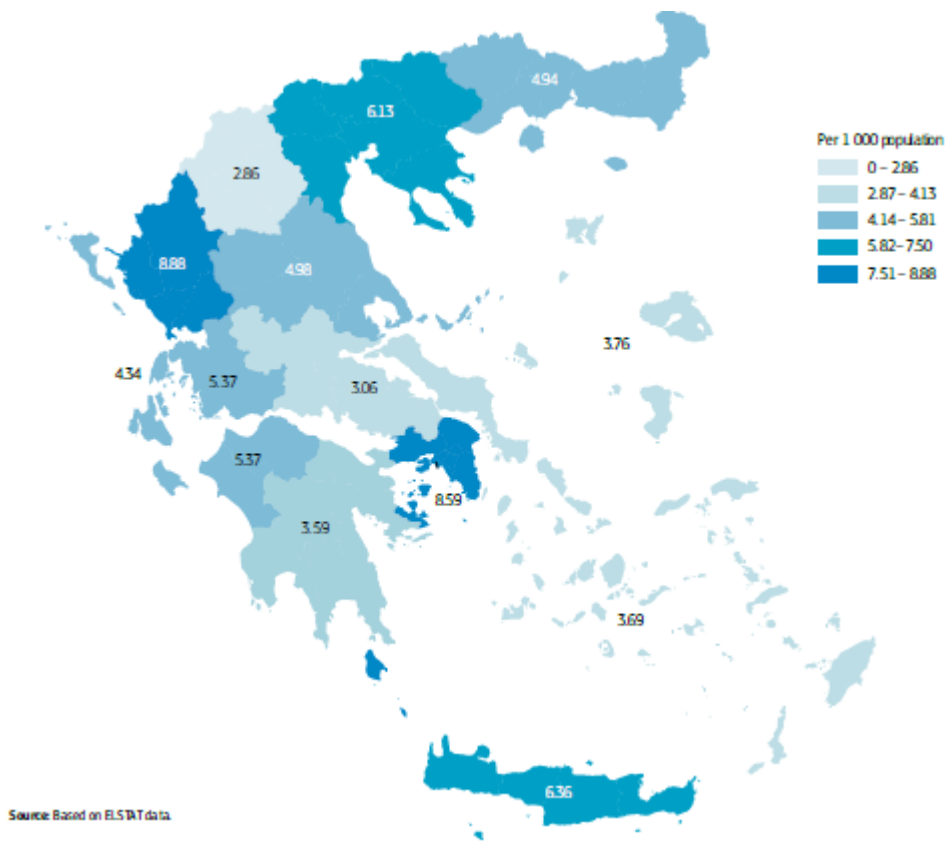 4.94
6.13
Per 1 000 population
0 – 2.86
2.87 – 4.13
4.14 – 5.81
5.82– 7.50
7.51 – 8.88
2.86
8.88
4.98
3.76
4.34
5.37
3.06
5.37
8.59
3.59
3.69
6.36
Source: Based on ELSTAT data.